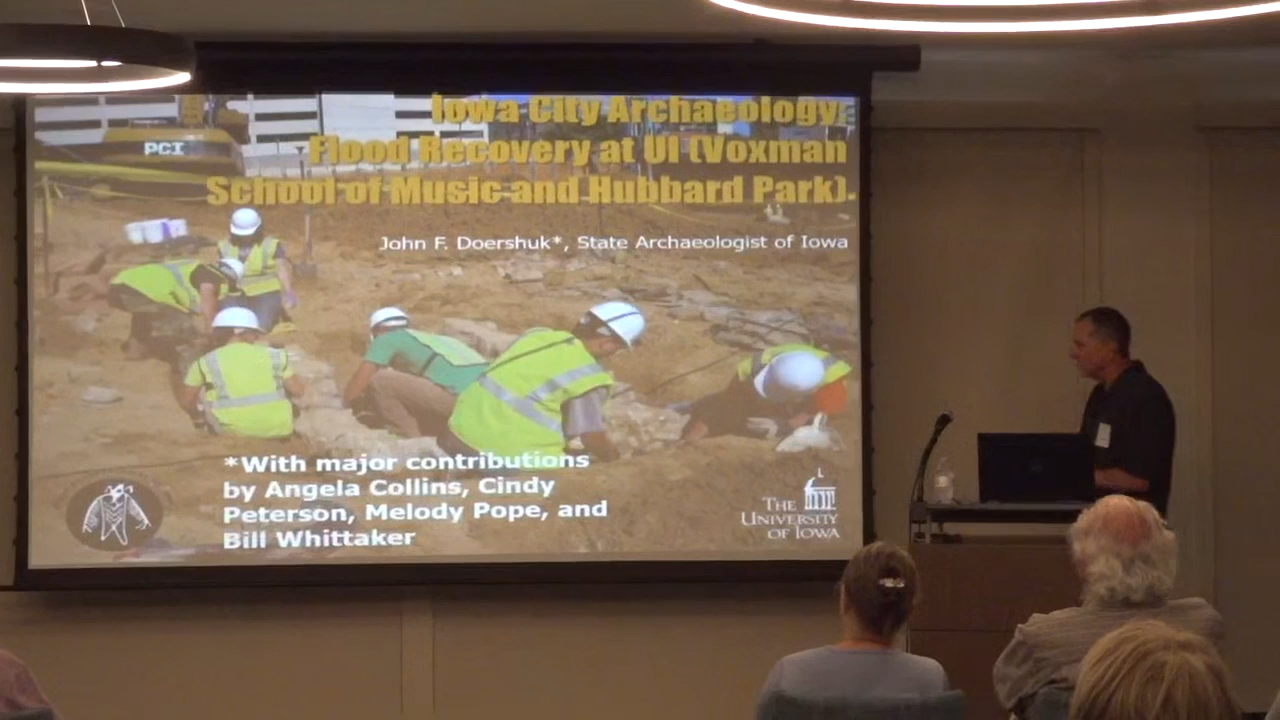 Iowa City Archaeology:
Flood Recovery at UI (Voxman
School of Music and Hubbard Park).
PCI
John F. Doershuk*, State Archaeologist of Iowa
*With major contributions
by Angela Collins, Cindy
Peterson, Melody Pope, and
Bill Whittaker
THE
UNIVERSITY
OF IOWA